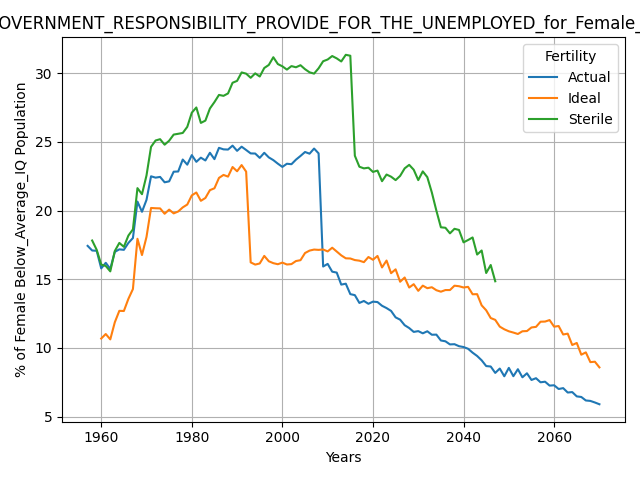 OVERNMENT_RESPONSIBILITY_PROVIDE_FOR_THE_UNEMPLOYED_for_Female_
Fertility
Actual
Ideal
Sterile
% of Female Below_Average_IQ Population
30
25
20
15
10
5
1960 1980 2000 2020 2040 2060
Years